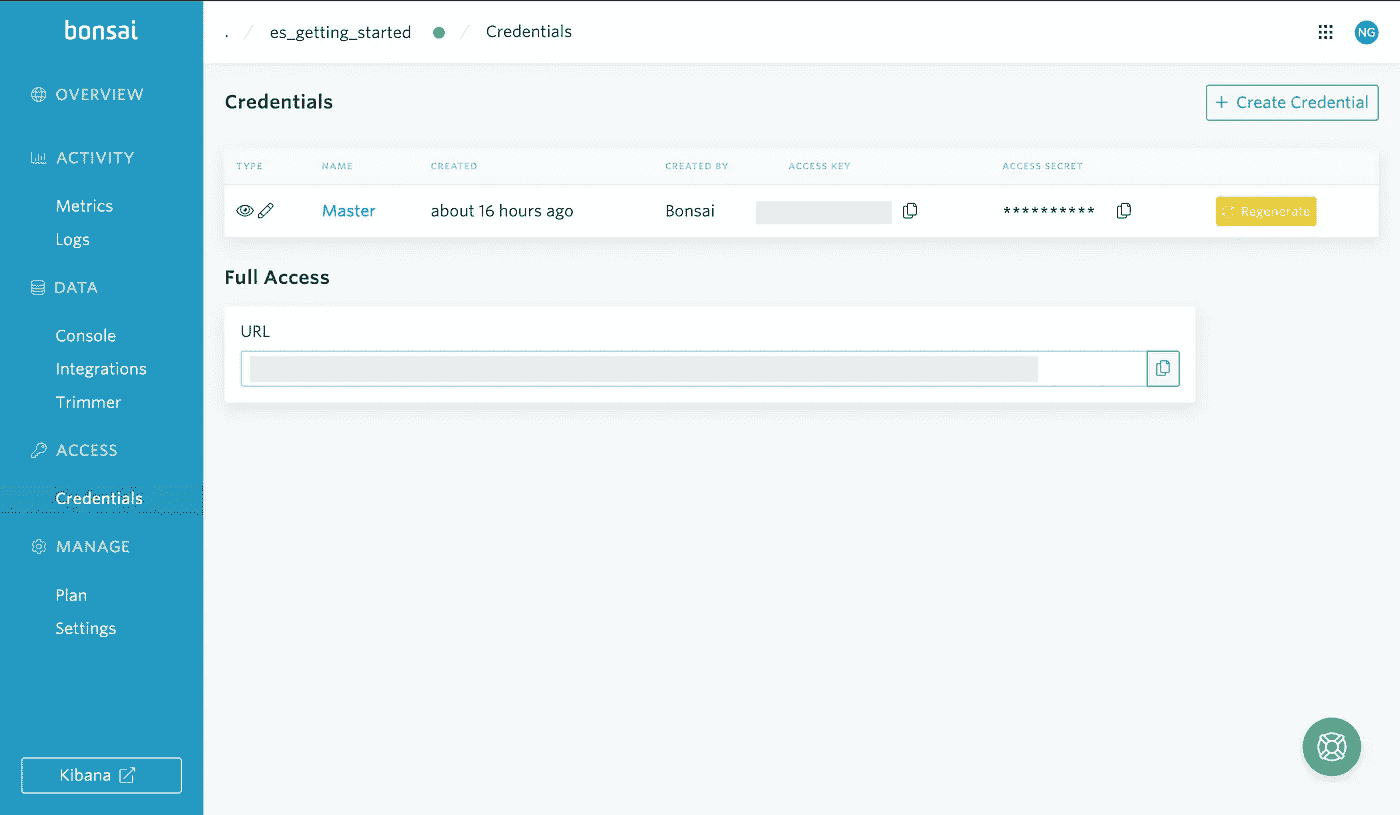 bonsai
. / es_getting_started / Credentials
NG
OVERVIEW
ACTIVITY
Metrics
Logs
DATA
Console
Integrations
Trimmer
ACCESS
Credentials
MANAGE
Plan
Settings
Kibana
Credentials
+ Create Credential
TYPE NAME CREATED CREATED BY ACCESS KEY ACCESS SECRET
Master about 16 hours ago Bonsai ********** Regenerate
Full Access
URL